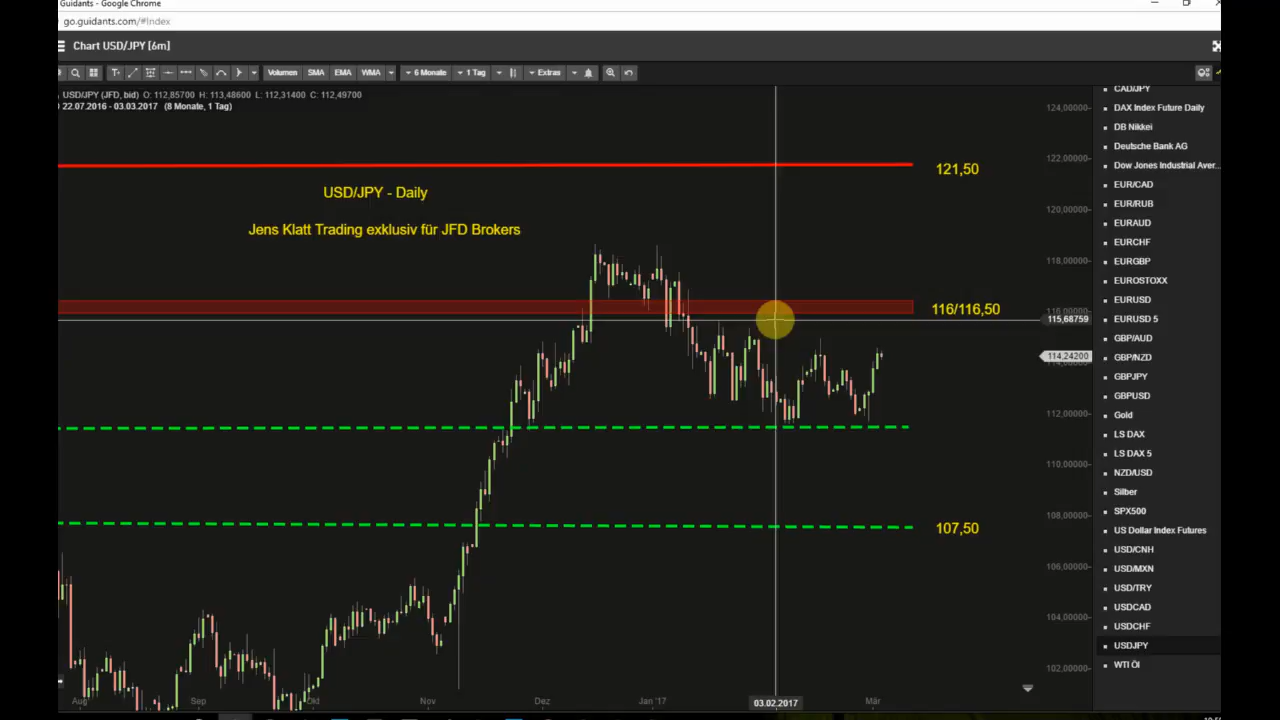 Guidants - Google Chrome
go.guidants.com/#Index
Chart USD/JPY [6m]
Volumen SMA EMA WMA 6 Monate 1 Tag Extras
USD/JPY (JFD, bid) O: 112,85700 H: 113,48600 L: 112,31400 C: 112,49700
22.07.2016 - 03.03.2017 (8 Monate, 1 Tag)
USD/JPY - Daily
Jens Klatt Trading exklusiv für JFD Brokers
121,50
116/116,50
107,50
124,00000
122,00000
120,00000
118,00000
116,00000
115,68759
114,24200
112,00000
110,00000
108,00000
106,00000
104,00000
102,00000
Aug Sep Okt Nov Dez Jan '17 03.02.2017 Mär
CAD/JPY
DAX Index Future Daily
DB Nikkei
Deutsche Bank AG
Dow Jones Industrial Aver...
EUR/CAD
EUR/RUB
EURAUD
EURCHF
EURGBP
EUROSTOXX
EURUSD
EURUSD 5
GBP/AUD
GBP/NZD
GBPJPY
GBPUSD
Gold
LS DAX
LS DAX 5
NZD/USD
Silber
SPX500
US Dollar Index Futures
USD/CNH
USD/MXN
USD/TRY
USDCAD
USDCHF
USDJPY
WTI Öl